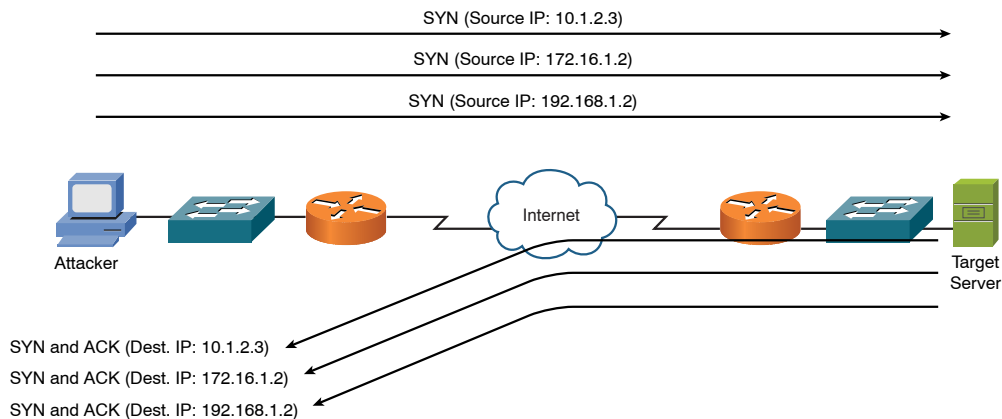 SYN (Source IP: 10.1.2.3)
SYN (Source IP: 172.16.1.2)
SYN (Source IP: 192.168.1.2)
Internet
Attacker
Target
Server
SYN and ACK (Dest. IP: 10.1.2.3)
SYN and ACK (Dest. IP: 172.16.1.2)
SYN and ACK (Dest. IP: 192.168.1.2)